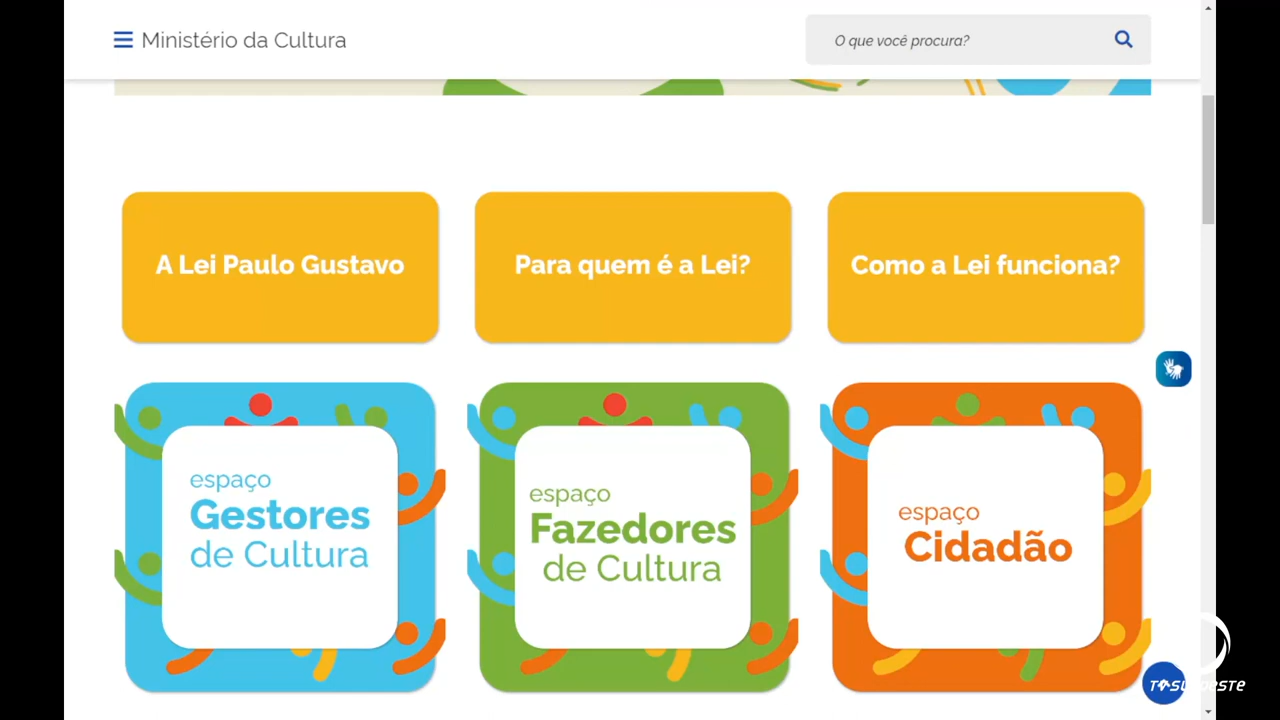 Ministério da Cultura
O que você procura?
A Lei Paulo Gustavo
Para quem é a Lei?
Como a Lei funciona?
espaço
Gestores
de Cultura
espaço
Fazedores
de Cultura
espaço
Cidadão